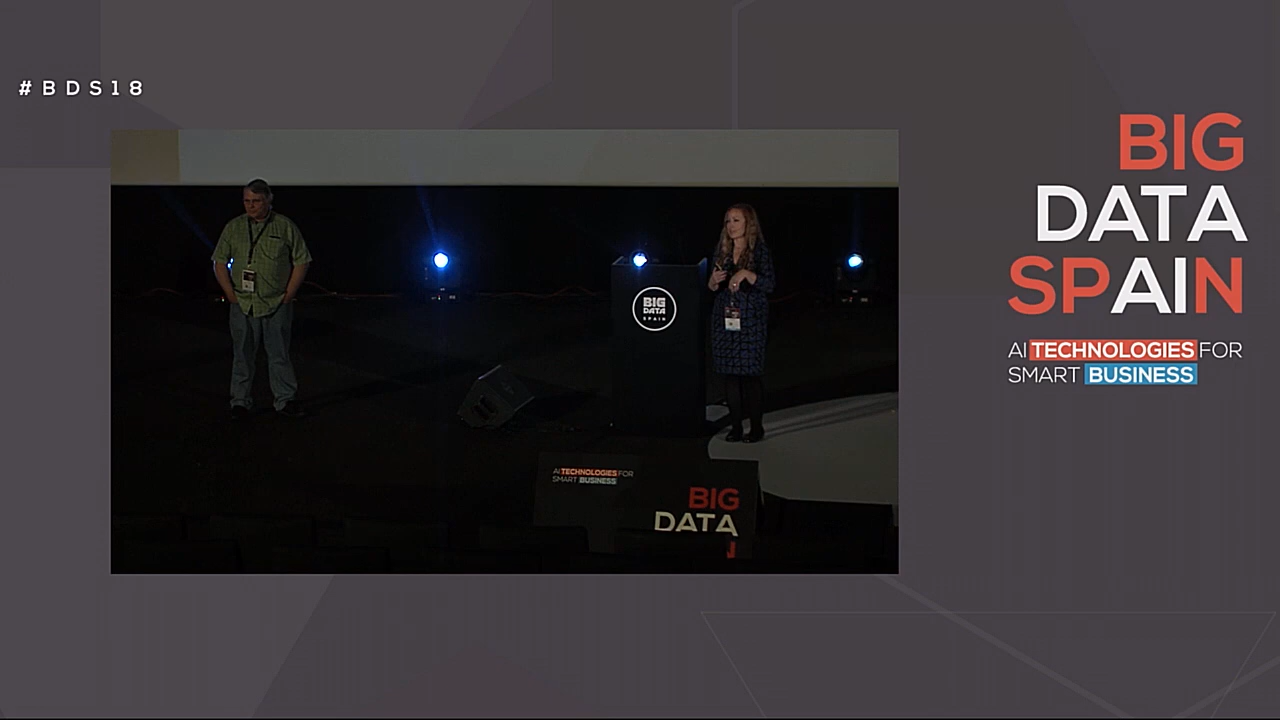 #BDS18
BIG
DATA
SPAIN
AI TECHNOLOGIES FOR
SMART BUSINESS
BIG
DATA
SPAIN
AI TECHNOLOGIES FOR
SMART BUSINESS
BIG
DATA